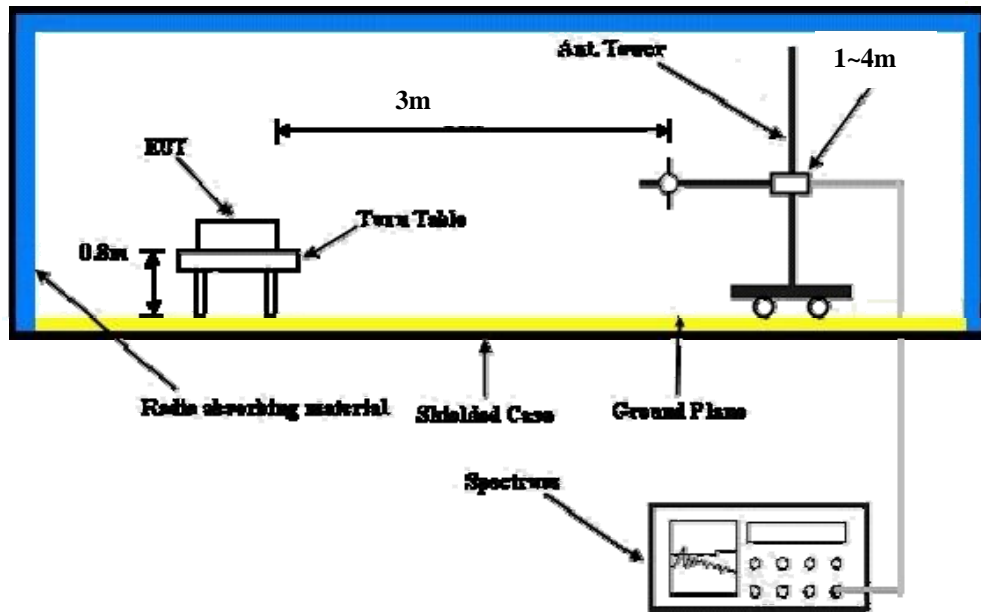 Ant. Tower
1~4m
3m
EUT
Turn Table
0.8m
Radio absorbing material
Shielded Case
Ground Plane
Spectrum